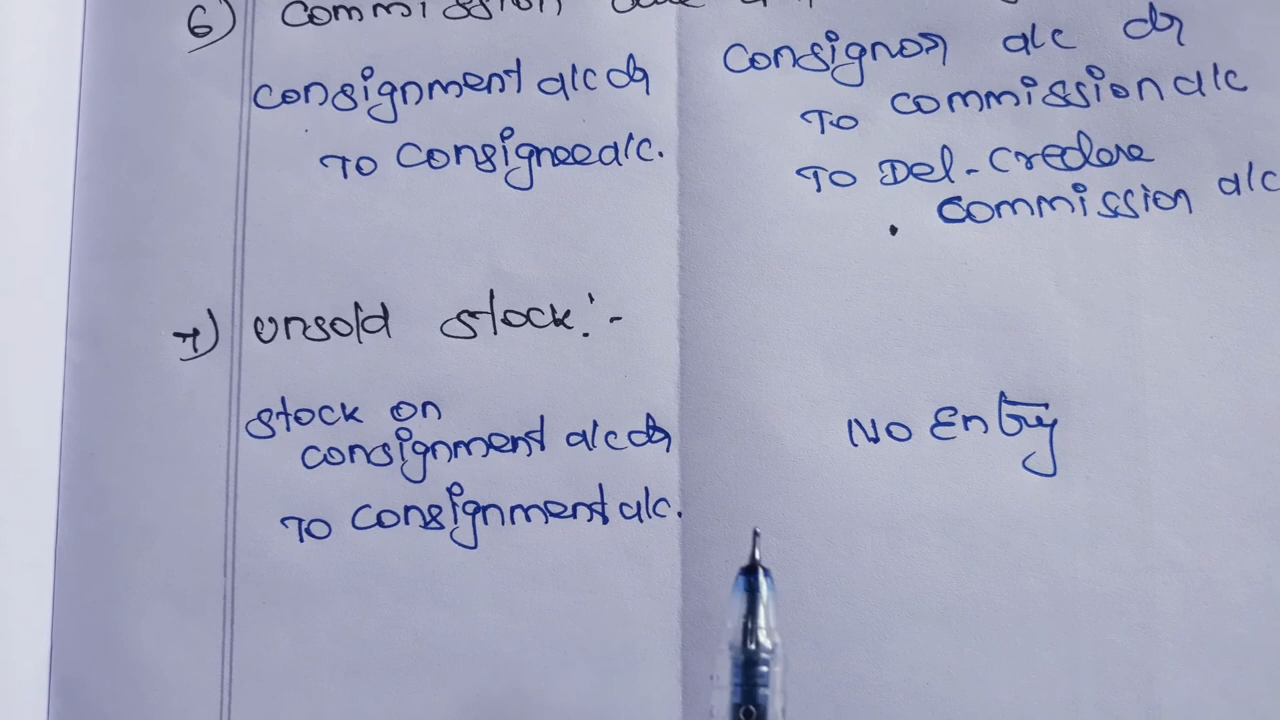 6) Commission
consignment a/c dr
To consignee a/c.
Consignor a/c dr
To commission a/c
To Del-credere
commission a/c
7) unsold stock:-
stock on
consignment a/c dr
To consignment a/c.
No Entry